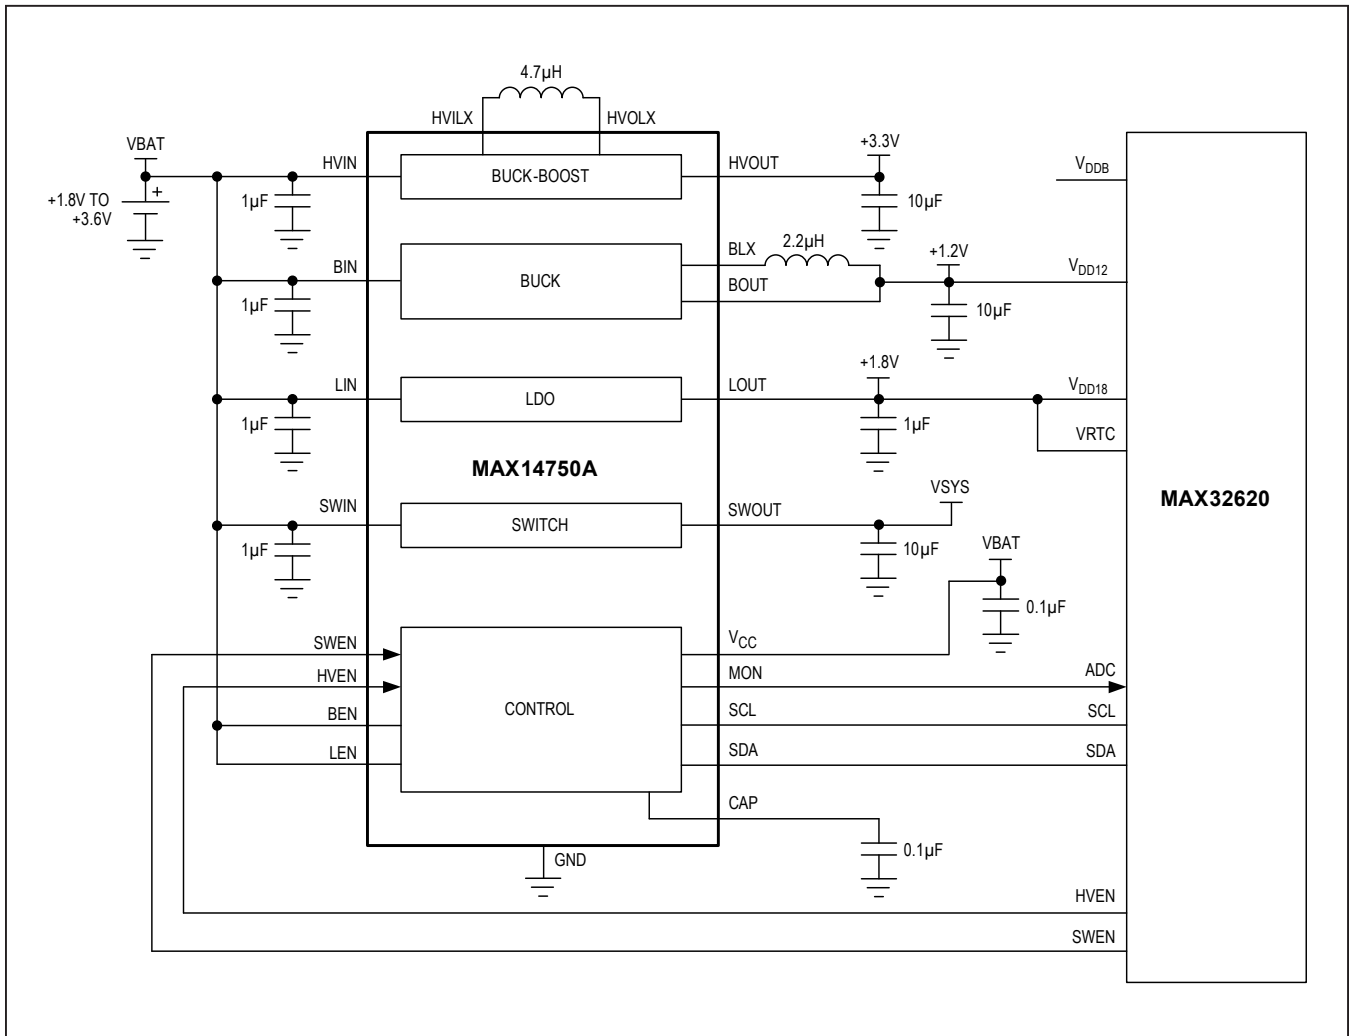 4.7µH
HVILX
HVOLX
VBAT
+1.8V TO
+3.6V
+
HVIN
1µF
BUCK-BOOST
HVOUT
+3.3V
10µF
VDDB
BIN
1µF
BUCK
BLX
2.2µH
BOUT
+1.2V
10µF
VDD12
LIN
1µF
LDO
LOUT
+1.8V
1µF
VDD18
VRTC
MAX14750A
MAX32620
SWIN
1µF
SWITCH
SWOUT
VSYS
10µF
VBAT
0.1µF
SWEN
HVEN
BEN
LEN
CONTROL
VCC
MON
SCL
SDA
CAP
ADC
SCL
SDA
0.1µF
GND
HVEN
SWEN